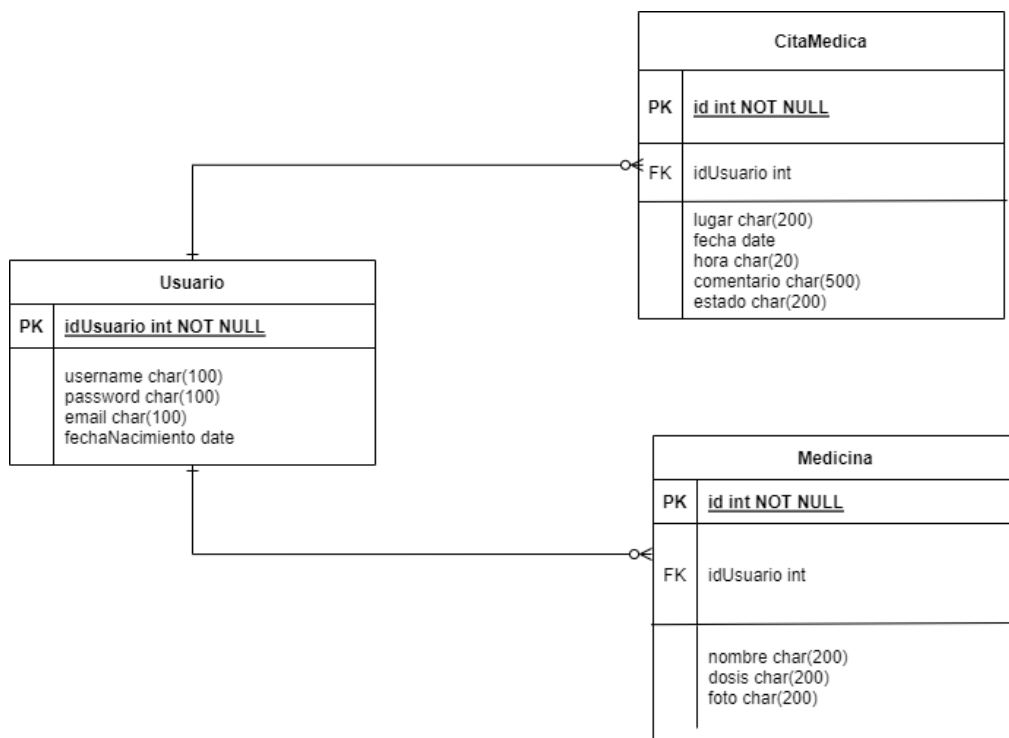 CitaMedica
PK id int NOT NULL
FK idUsuario int
lugar char(200)
fecha date
hora char(20)
comentario char(500)
estado char(200)
Usuario
PK idUsuario int NOT NULL
username char(100)
password char(100)
email char(100)
fechaNacimiento date
Medicina
PK id int NOT NULL
FK idUsuario int
nombre char(200)
dosis char(200)
foto char(200)